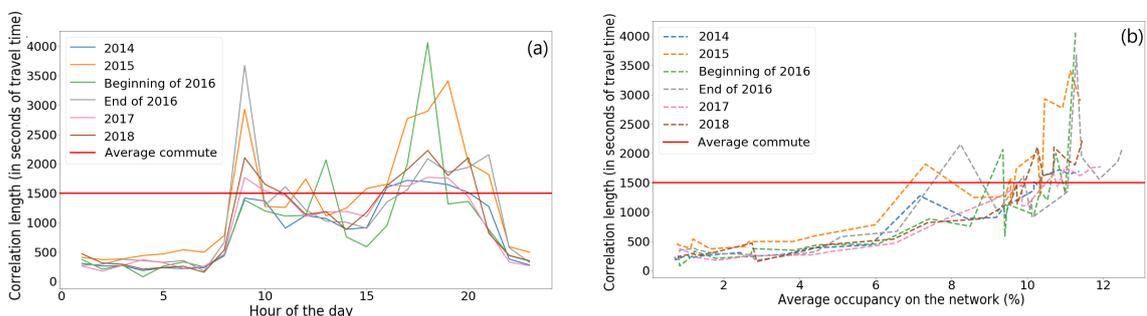 (a)
Correlation length (in seconds of travel time)
4000
3500
3000
2500
2000
1500
1000
500
0
2014
2015
Beginning of 2016
End of 2016
2017
2018
Average commute
0 5 10 15 20
Hour of the day
(b)
Correlation length (in seconds of travel time)
4000
3500
3000
2500
2000
1500
1000
500
0
2014
2015
Beginning of 2016
End of 2016
2017
2018
Average commute
2 4 6 8 10 12
Average occupancy on the network (%)